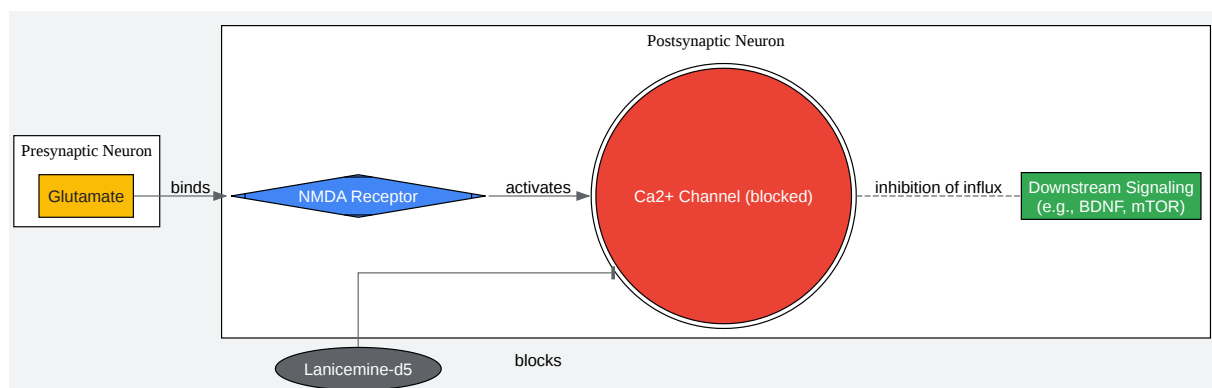 Postsynaptic Neuron
Presynaptic Neuron
Glutamate
binds
NMDA Receptor
activates
Ca2+ Channel (blocked)
inhibition of influx
Downstream Signaling
(e.g., BDNF, mTOR)
Lanicemine-d5
blocks